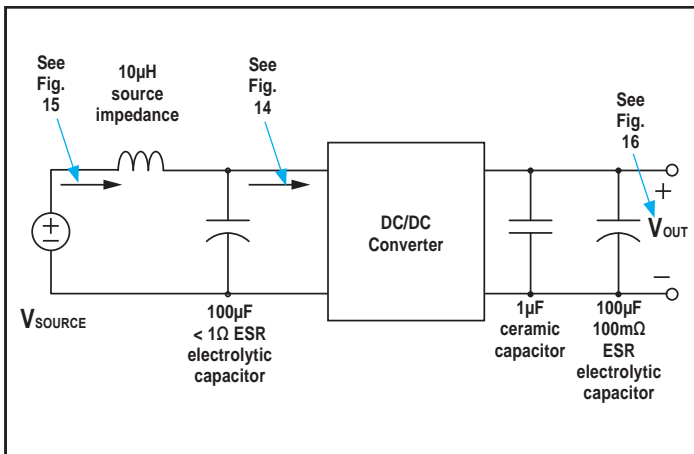 See
Fig.
15
10µH
source
impedance
See
Fig.
14
See
Fig.
16
DC/DC
Converter
+
–
+
VOUT
–
VSOURCE
100µF
< 1Ω ESR
electrolytic
capacitor
1µF
ceramic
capacitor
100µF
100mΩ
ESR
electrolytic
capacitor